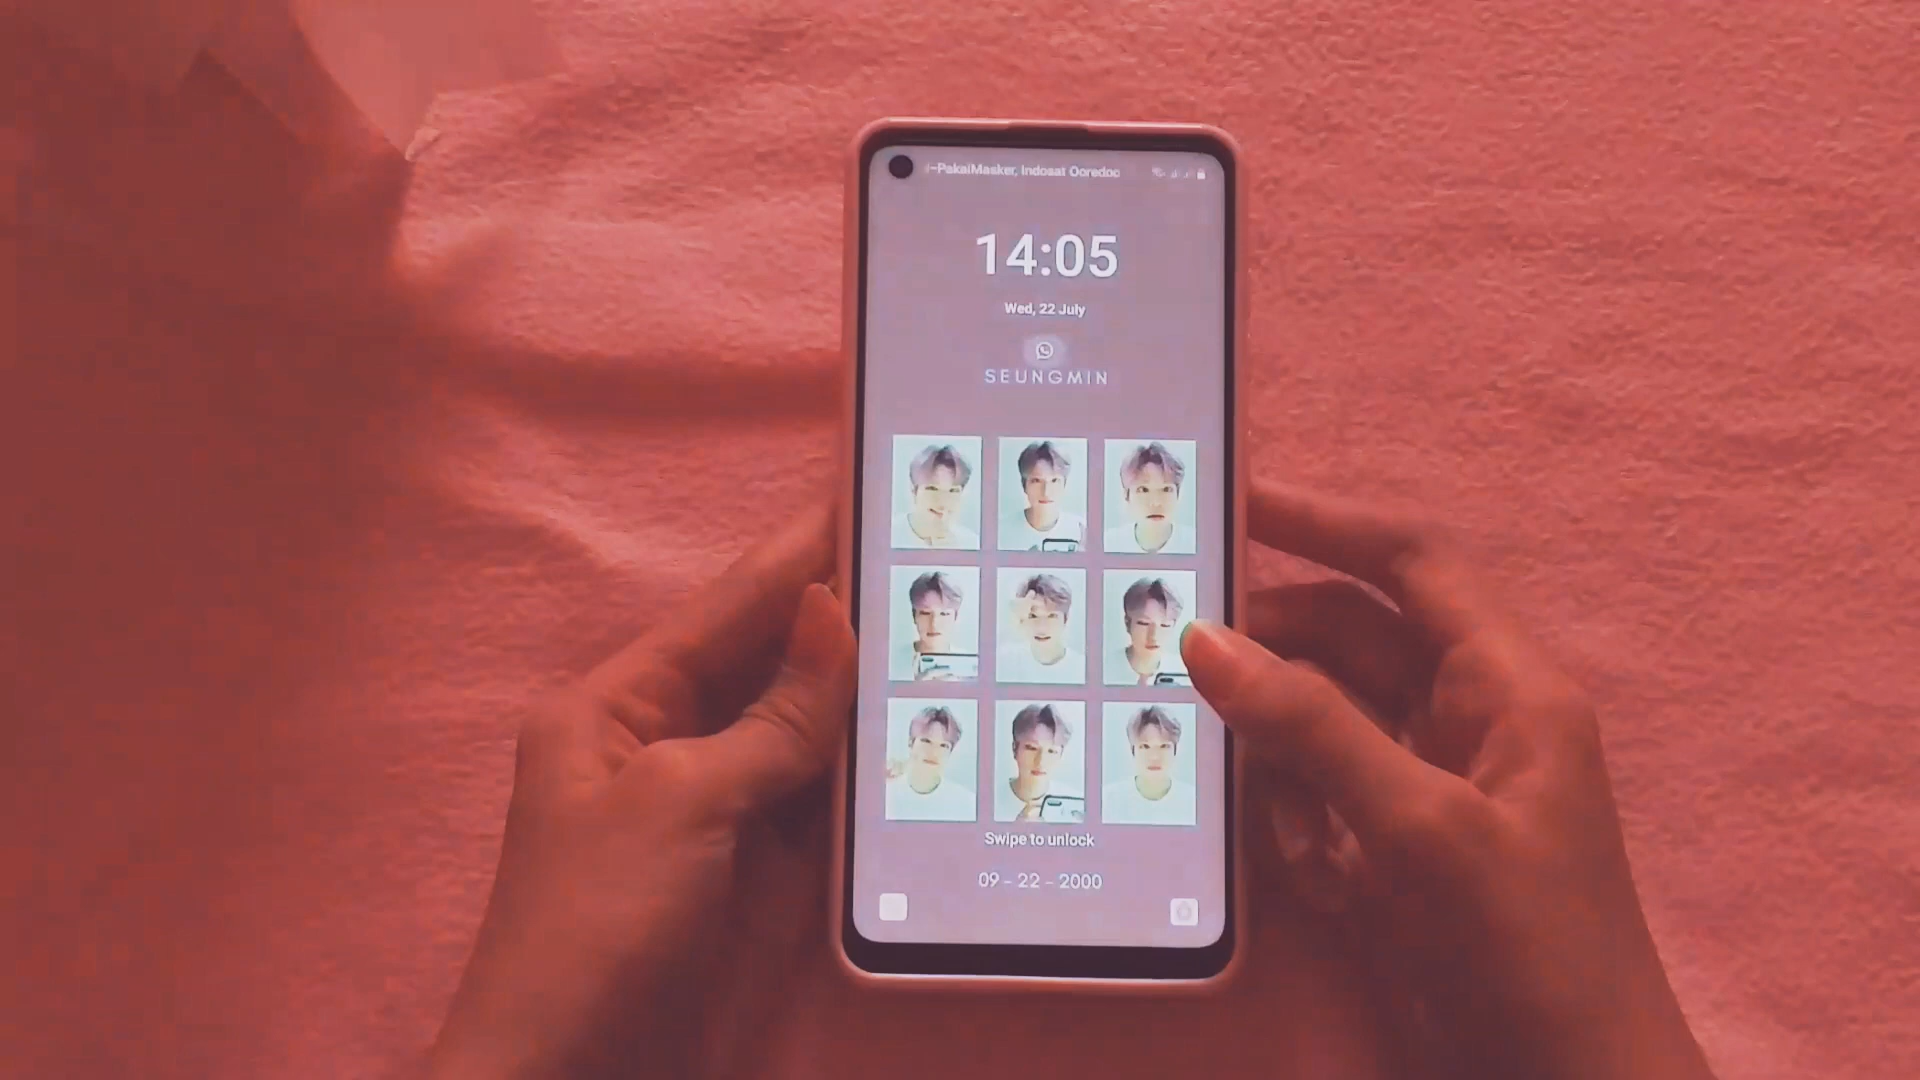 -PakaiMasker, Indosat Ooredoo
14:05
Wed, 22 July
SEUNGMIN
Swipe to unlock
09 - 22 - 2000